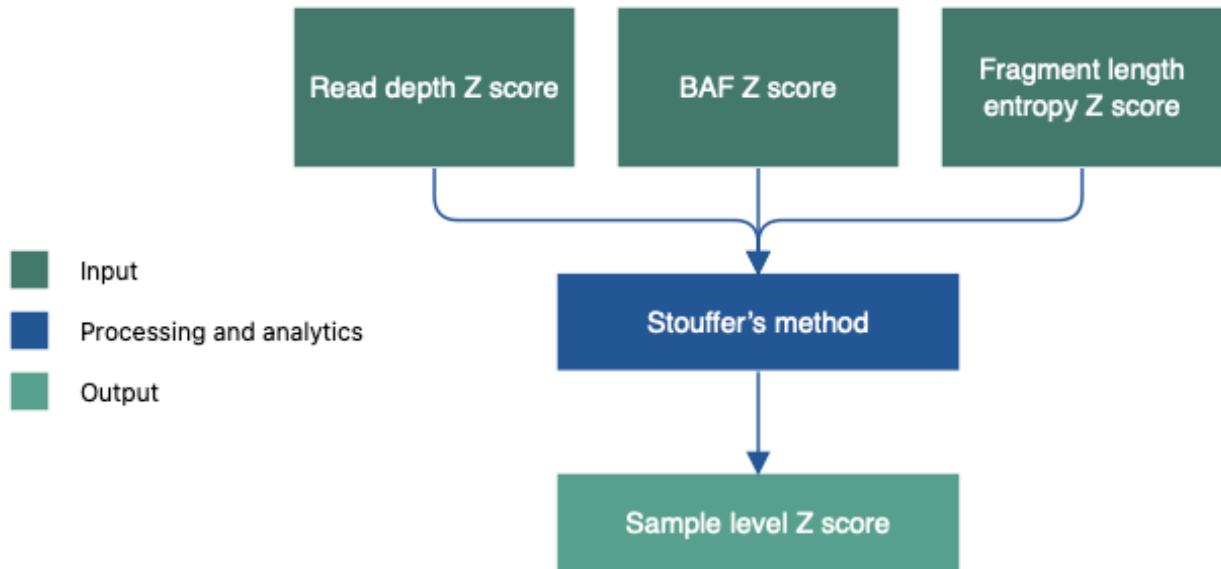 Read depth Z score
BAF Z score
Fragment length
entropy Z score
Input
Processing and analytics
Output
Stouffer’s method
Sample level Z score